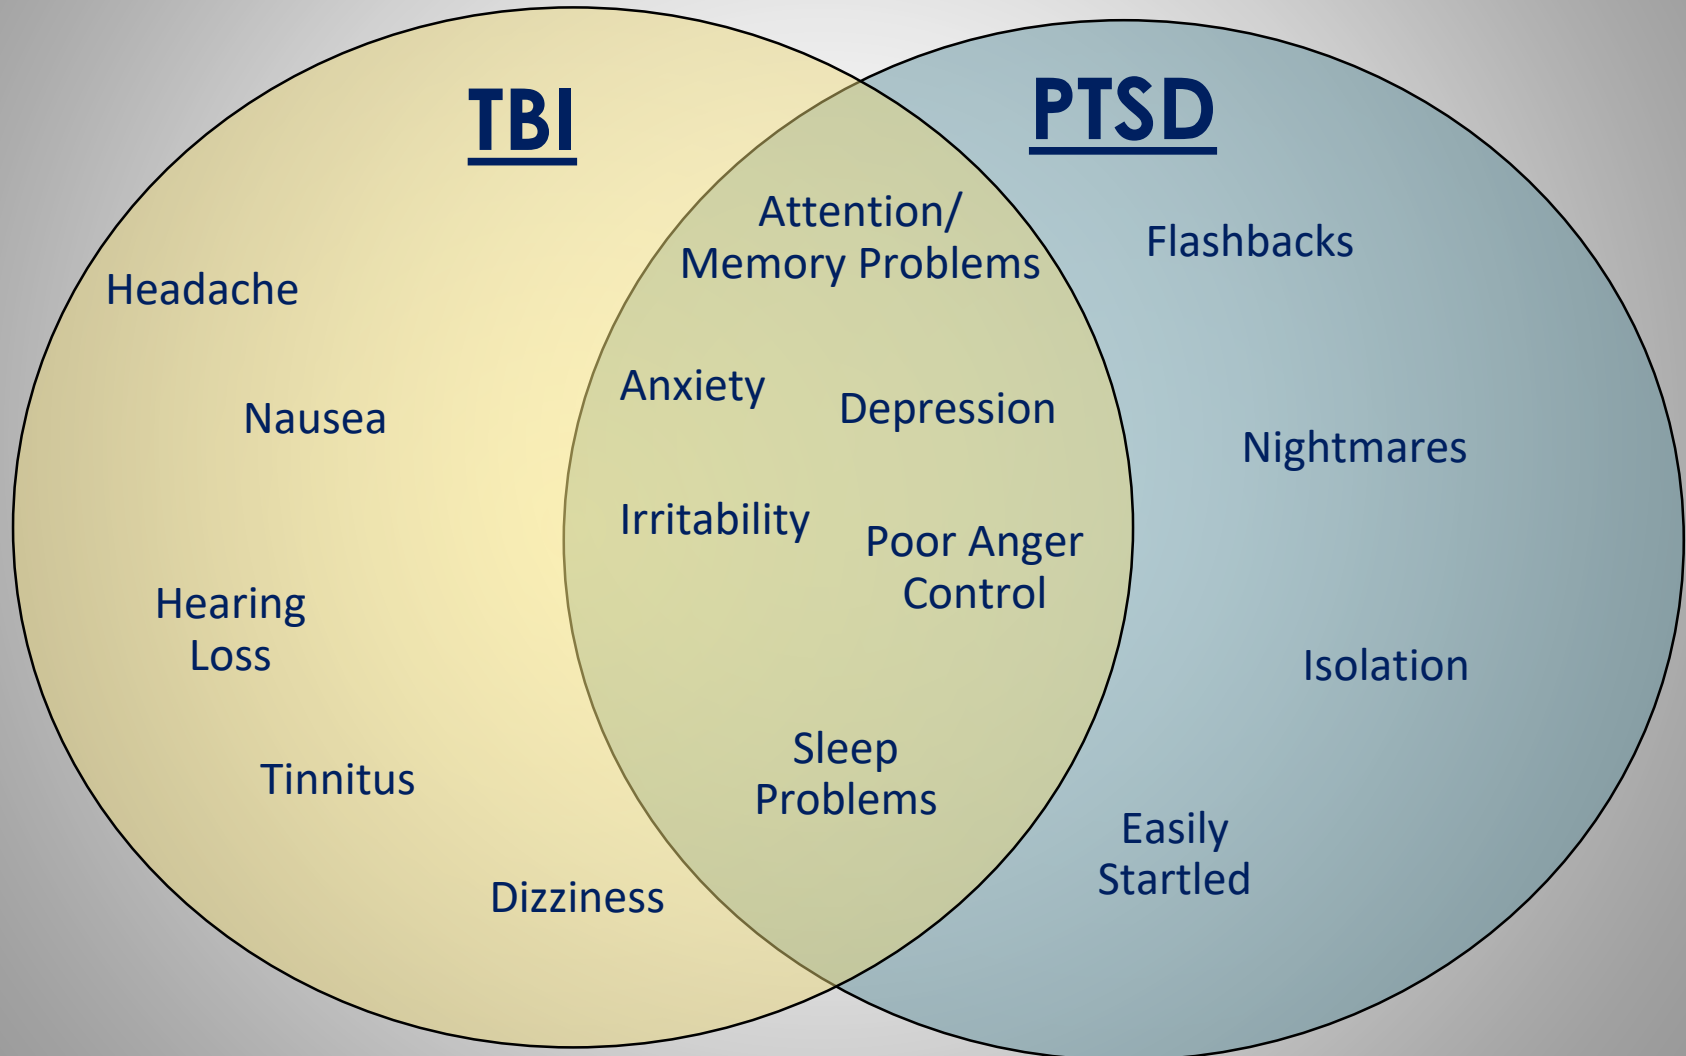 TBI
PTSD
Headache
Nausea
Hearing
Loss
Tinnitus
Dizziness
Attention/
Memory Problems
Anxiety
Depression
Irritability
Poor Anger
Control
Sleep
Problems
Flashbacks
Nightmares
Isolation
Easily
Startled